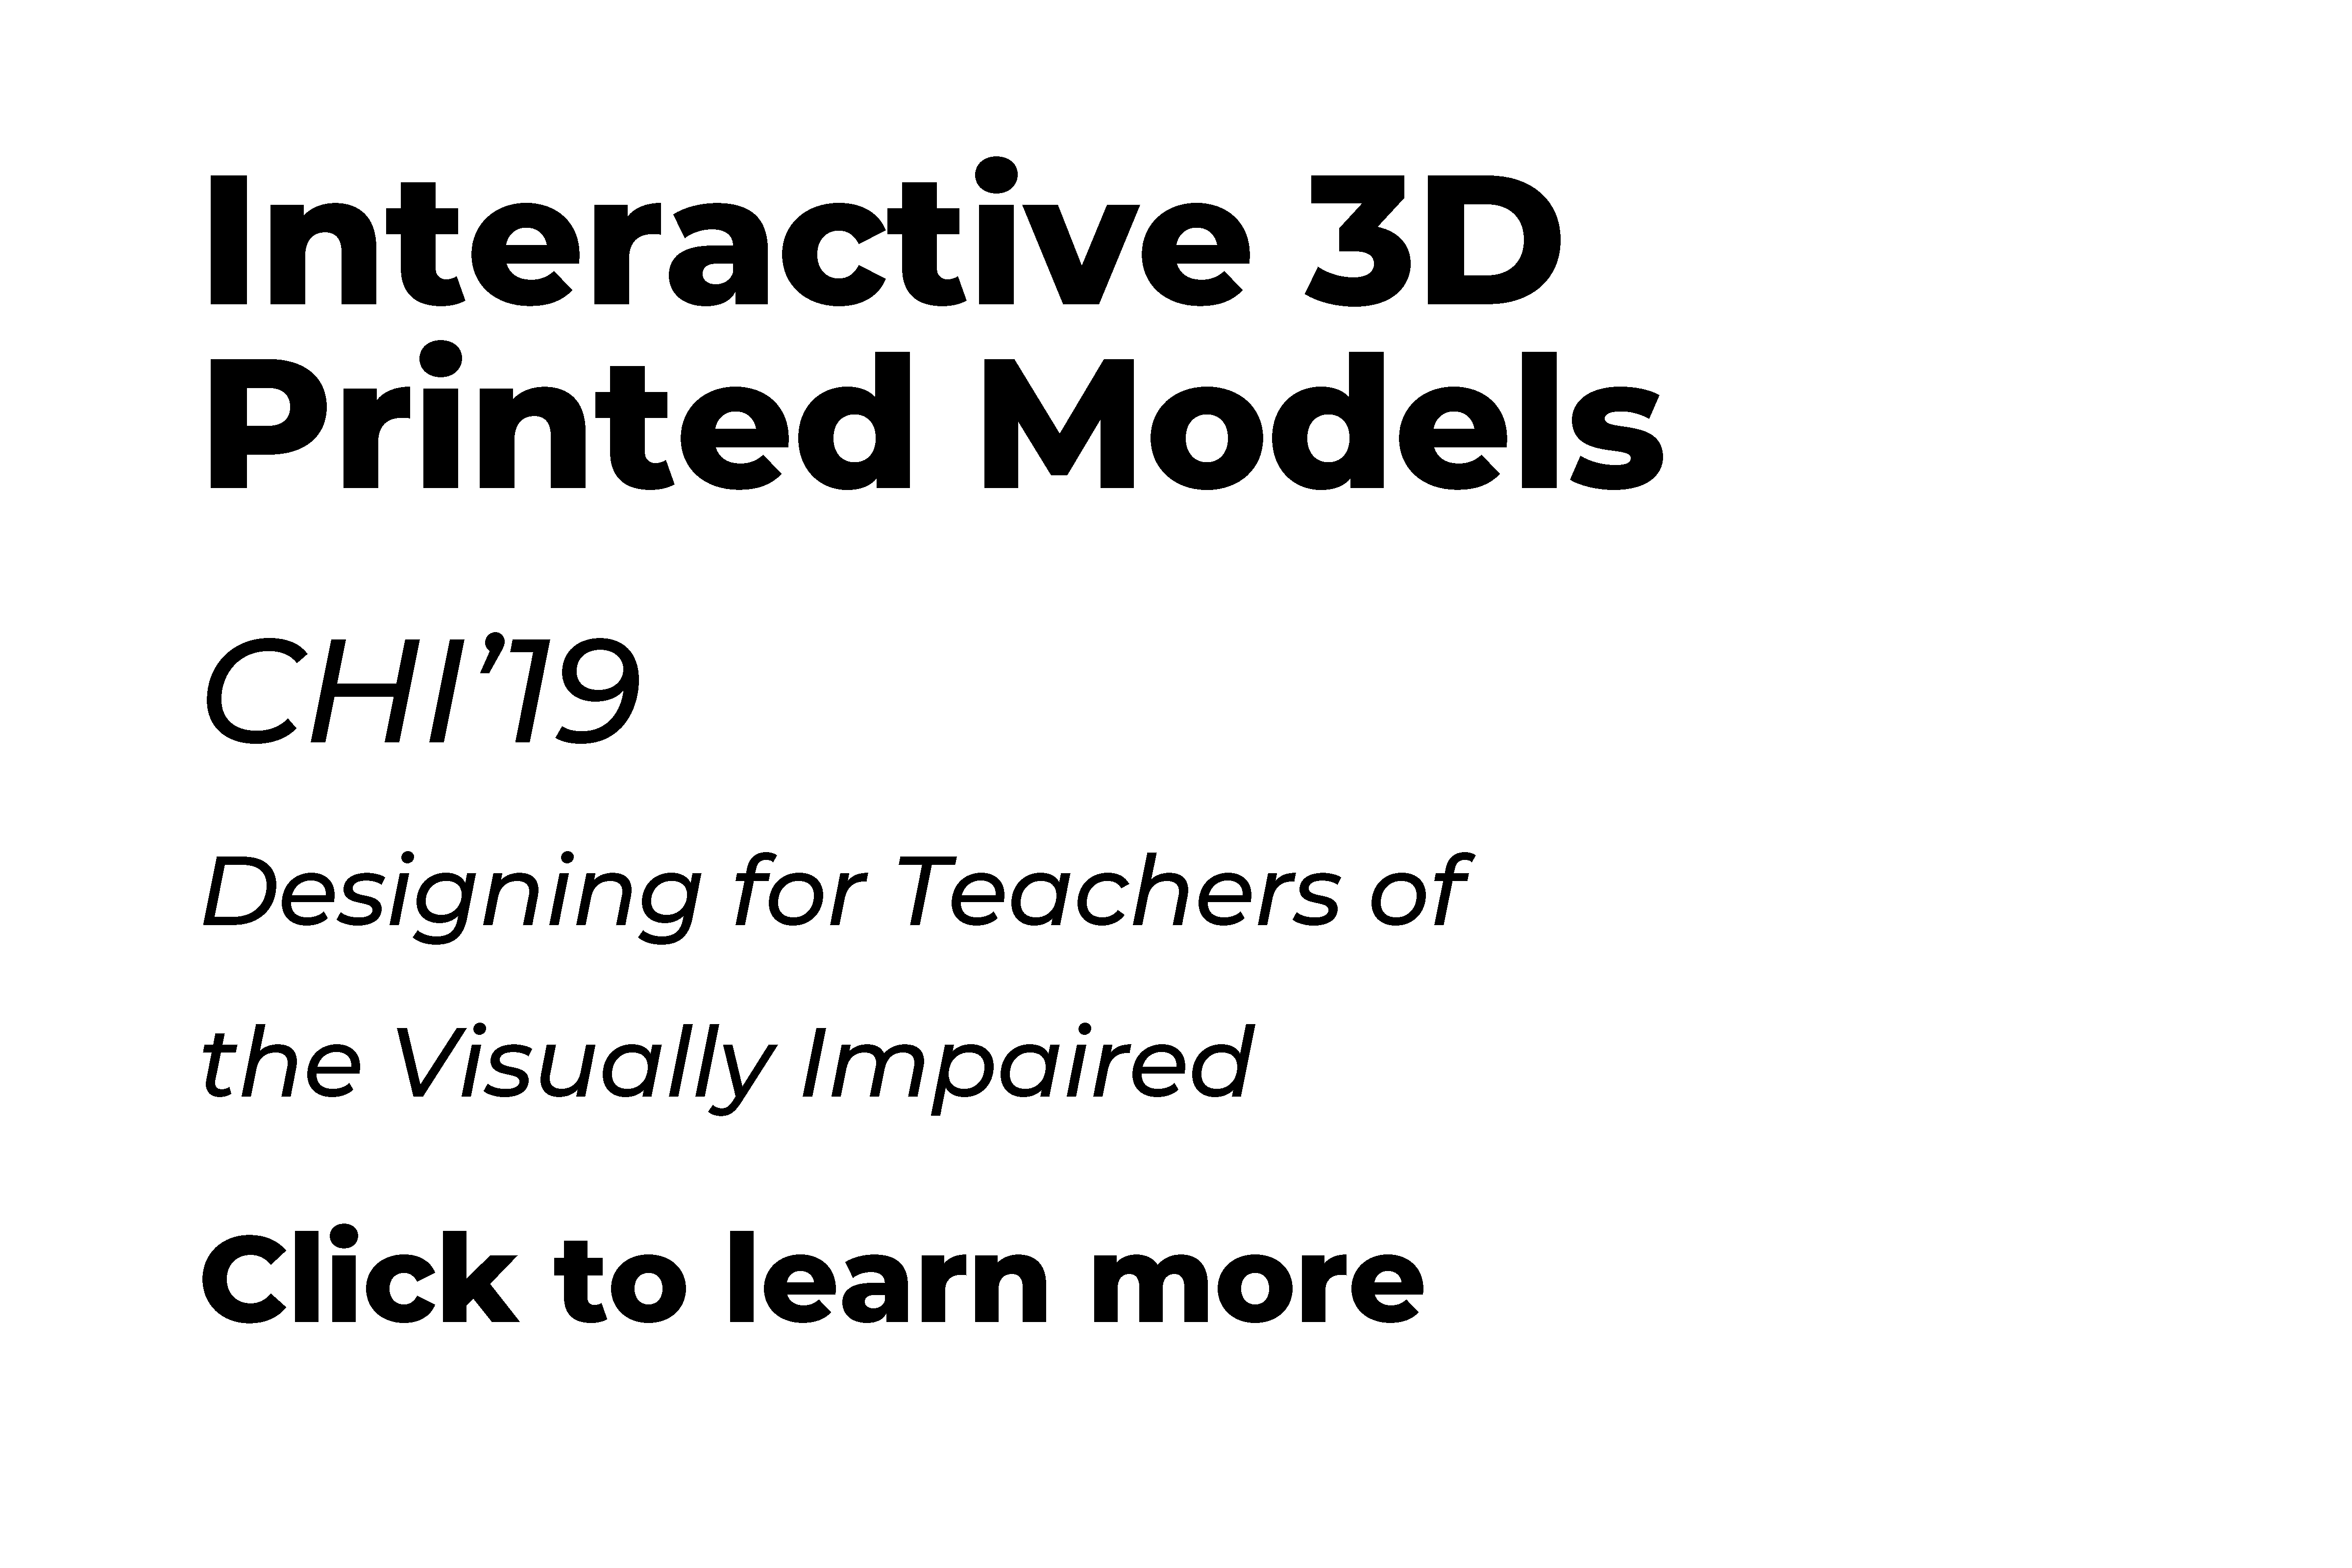 Interactive 3D
Printed Models
CHI’19
Designing for Teachers of
the Visually Impaired
Click to learn more